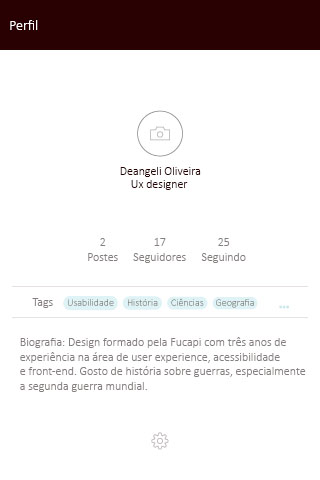 Perfil
Deangeli Oliveira
Ux designer
2 17 25
Postes Seguidores Seguindo
Tags Usabilidade História Ciências Geografia ...
Biografia: Design formado pela Fucapi com três anos de
experiência na área de user experience, acessibilidade
e front-end. Gosto de história sobre guerras, especialmente
a segunda guerra mundial.